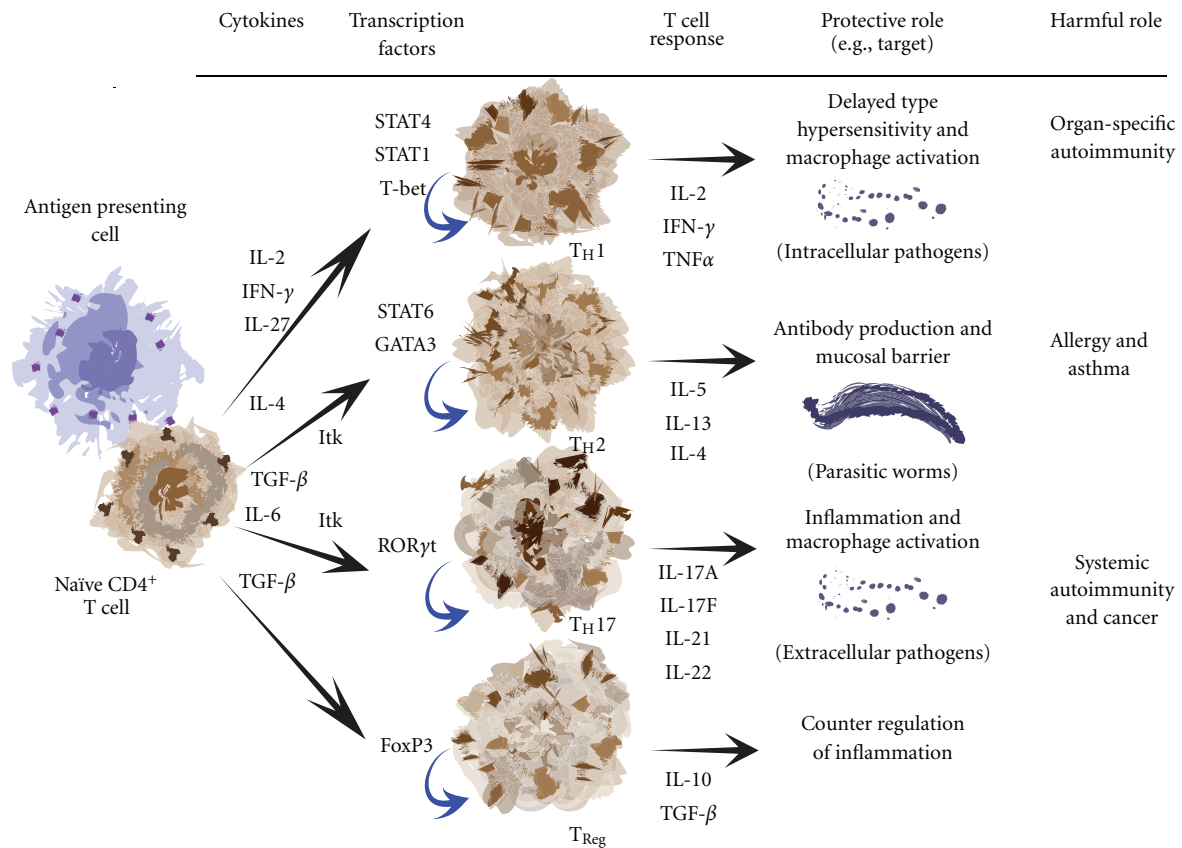 Cytokines
Transcription
factors
T cell
response
Protective role
(e.g., target)
Harmful role
Antigen presenting
cell
Naïve CD4⁺
T cell
IL-2
IFN-γ
IL-27
IL-4
Itk
TGF-β
IL-6
Itk
TGF-β
STAT4
STAT1
T-bet
T_H1
IL-2
IFN-γ
TNFα
Delayed type
hypersensitivity and
macrophage activation
(Intracellular pathogens)
Organ-specific
autoimmunity
STAT6
GATA3
T_H2
IL-5
IL-13
IL-4
Antibody production and
mucosal barrier
(Parasitic worms)
Allergy and
asthma
RORγt
T_H17
IL-17A
IL-17F
IL-21
IL-22
Inflammation and
macrophage activation
(Extracellular pathogens)
Systemic
autoimmunity
and cancer
FoxP3
T_Reg
IL-10
TGF-β
Counter regulation
of inflammation